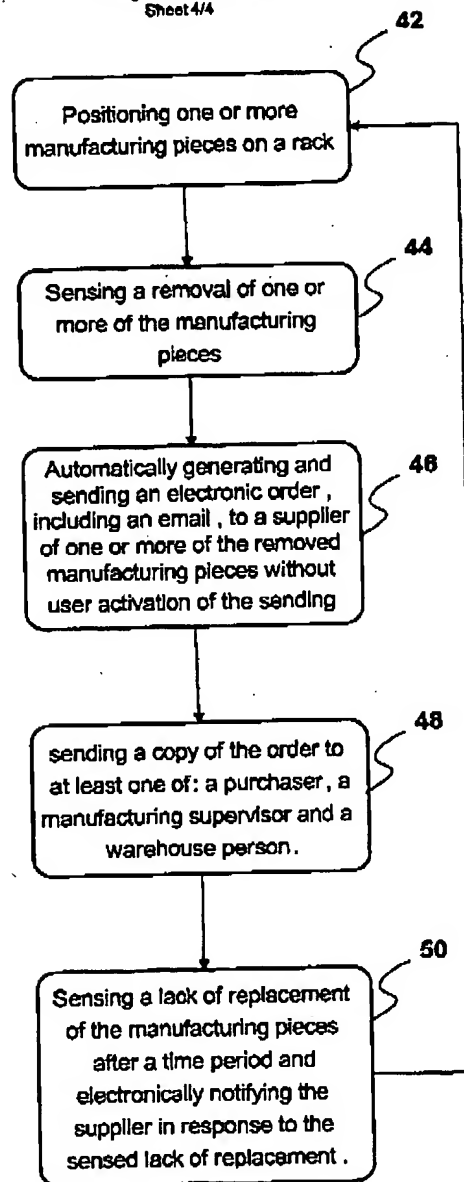 Sheet 4/4
42
Positioning one or more
manufacturing pieces on a rack
44
Sensing a removal of one or
more of the manufacturing
pieces
46
Automatically generating and
sending an electronic order,
including an email, to a supplier
of one or more of the removed
manufacturing pieces without
user activation of the sending
48
sending a copy of the order to
at least one of: a purchaser, a
manufacturing supervisor and a
warehouse person.
50
Sensing a lack of replacement
of the manufacturing pieces
after a time period and
electronically notifying the
supplier in response to the
sensed lack of replacement.